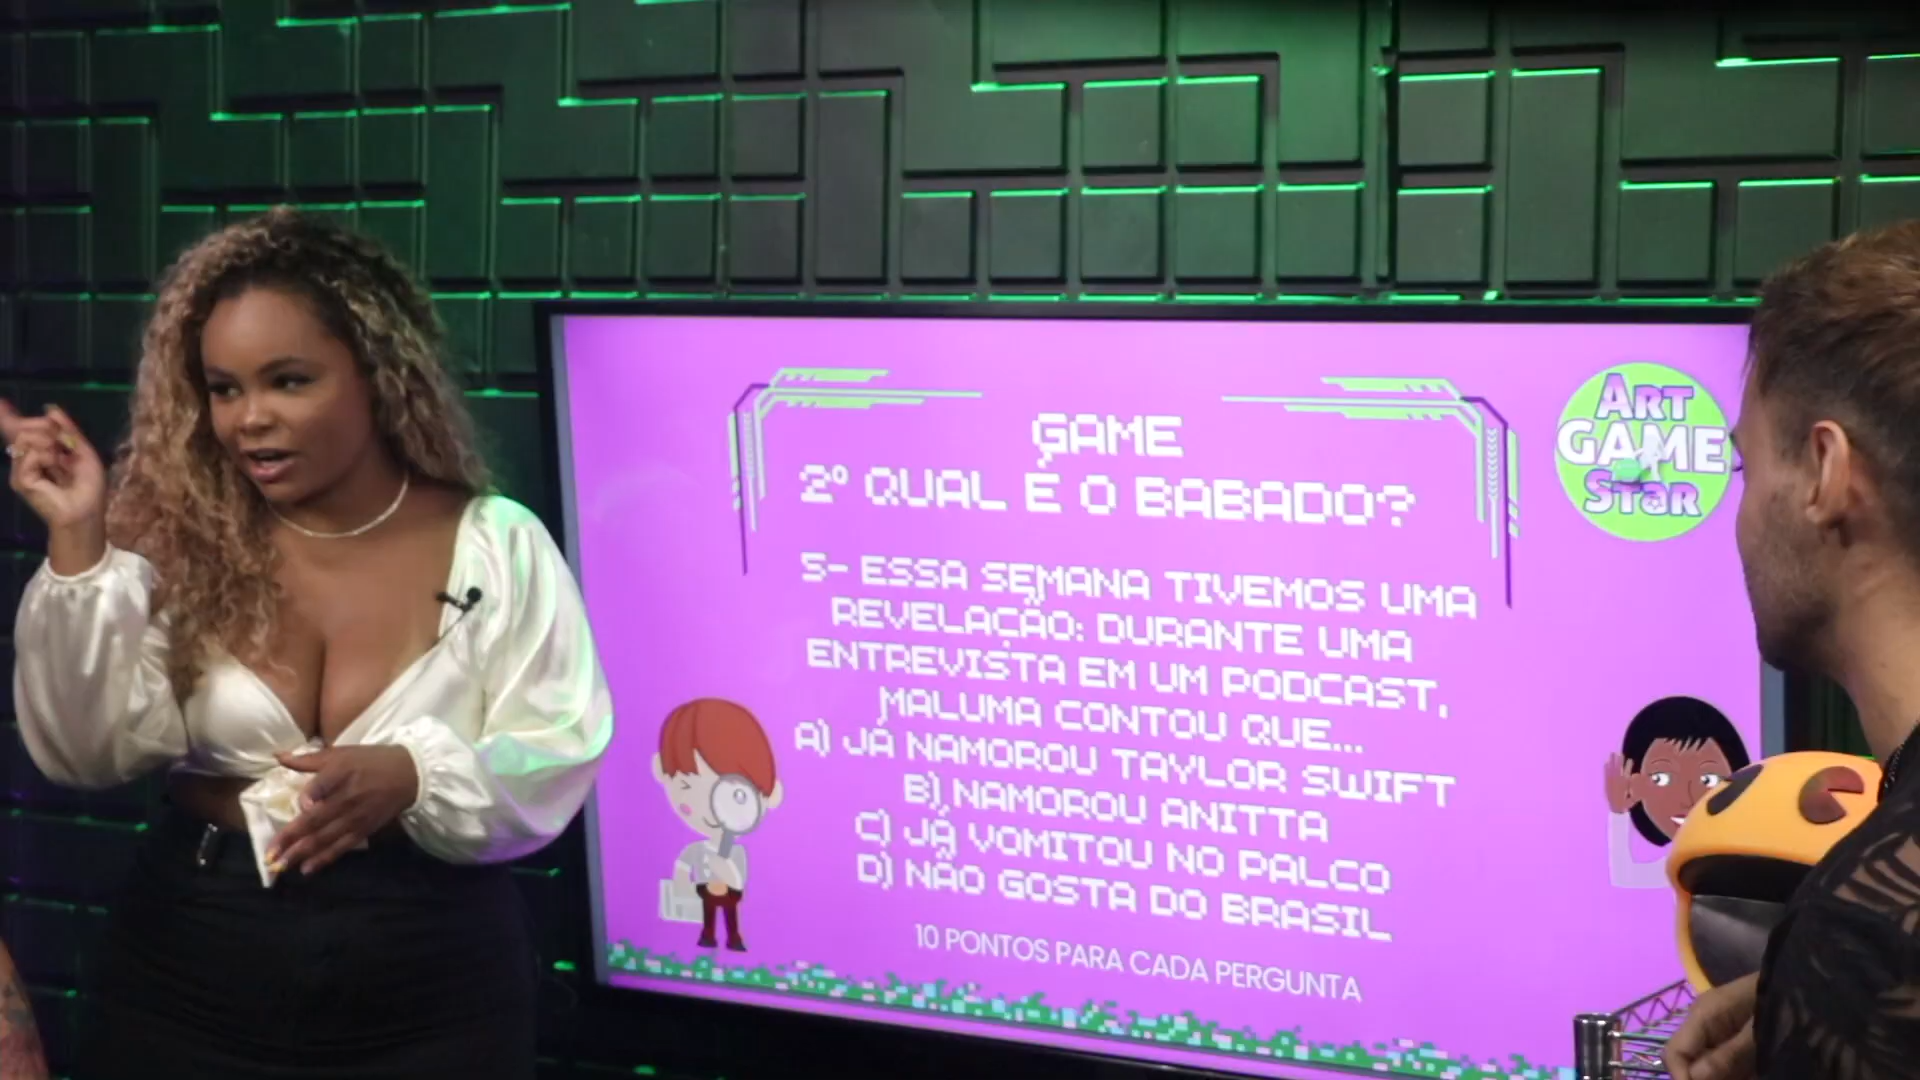 GAME
2º QUAL É O BABADO?
5- ESSA SEMANA TIVEMOS UMA
REVELAÇÃO: DURANTE UMA
ENTREVISTA EM UM PODCAST,
MALUMA CONTOU QUE...
A) JÁ NAMOROU TAYLOR SWIFT
B) NAMOROU ANITTA
C) JÁ VOMITOU NO PALCO
D) NÃO GOSTA DO BRASIL
10 PONTOS PARA CADA PERGUNTA
ART
GAME
STaR